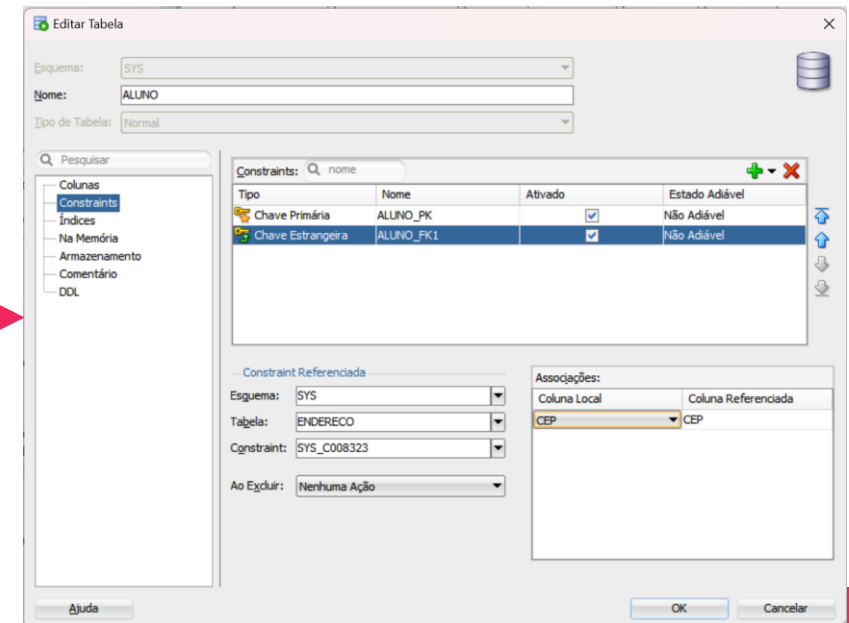 Editar Tabela
Esquema: SYS
Nome: ALUNO
Tipo de Tabela: Normal
Pesquisar
Colunas
Constraints
Índices
Na Memória
Armazenamento
Comentário
DDL
Constraints: nome
Tipo Nome Ativado Estado Adiável
Chave Primária ALUNO_PK Não Adiável
Chave Estrangeira ALUNO_FK1 Não Adiável
Constraint Referenciada
Esquema: SYS
Tabela: ENDERECO
Constraint: SYS_C008323
Ao Excluir: Nenhuma Ação
Associações:
Coluna Local Coluna Referenciada
CEP CEP
Ajuda
OK
Cancelar